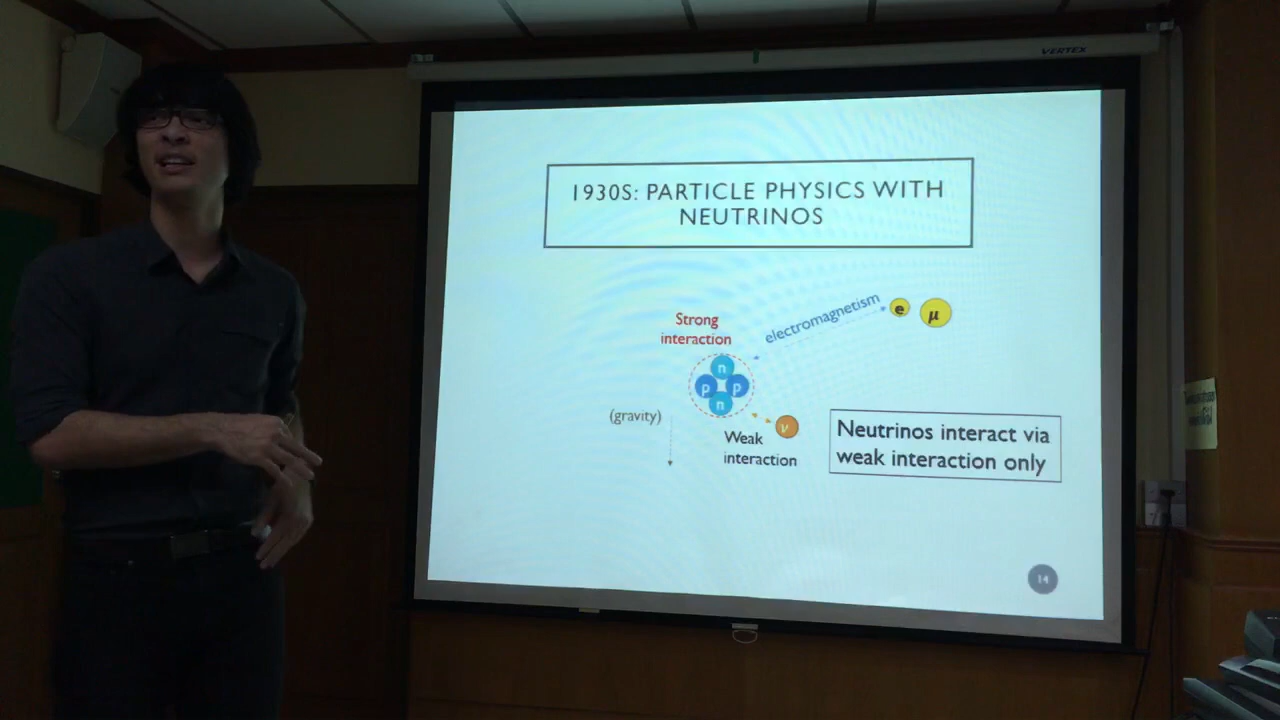 VERTEX
1930S: PARTICLE PHYSICS WITH
NEUTRINOS
Strong
interaction
electromagnetism
e
μ
n
p
p
n
(gravity)
ν
Weak
interaction
Neutrinos interact via
weak interaction only
14